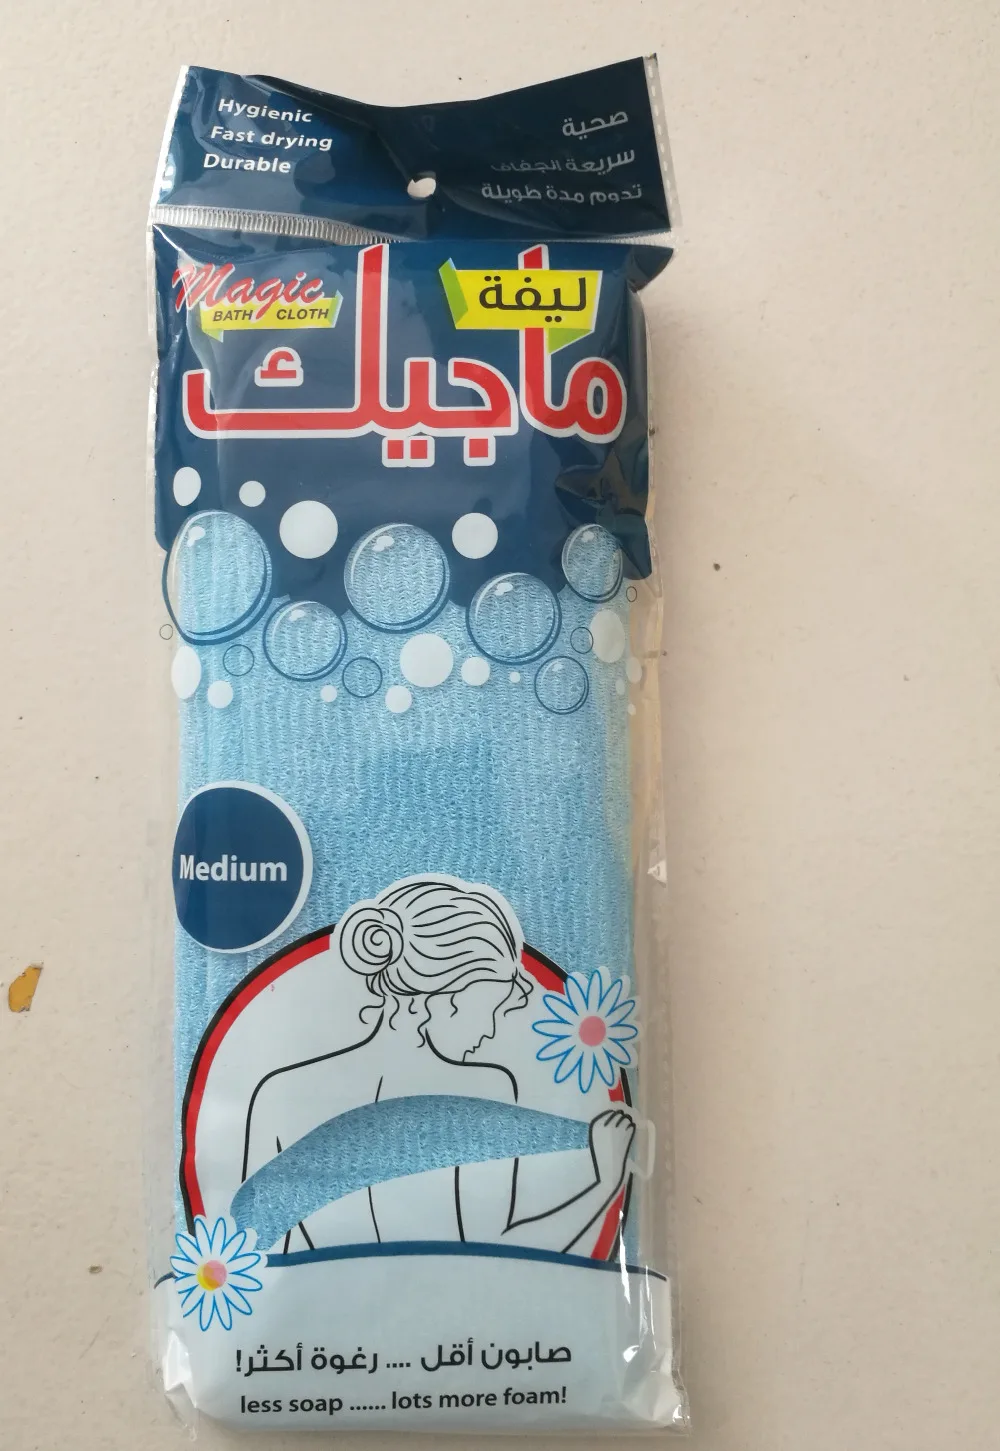 Hygienic
Fast drying
Durable
صحية
سريعة الجفاف
تدوم مدة طويلة
Magic
BATH CLOTH
ليفة
ماجيك
Medium
صابون أقل .... رغوة أكثر!
less soap ...... lots more foam!